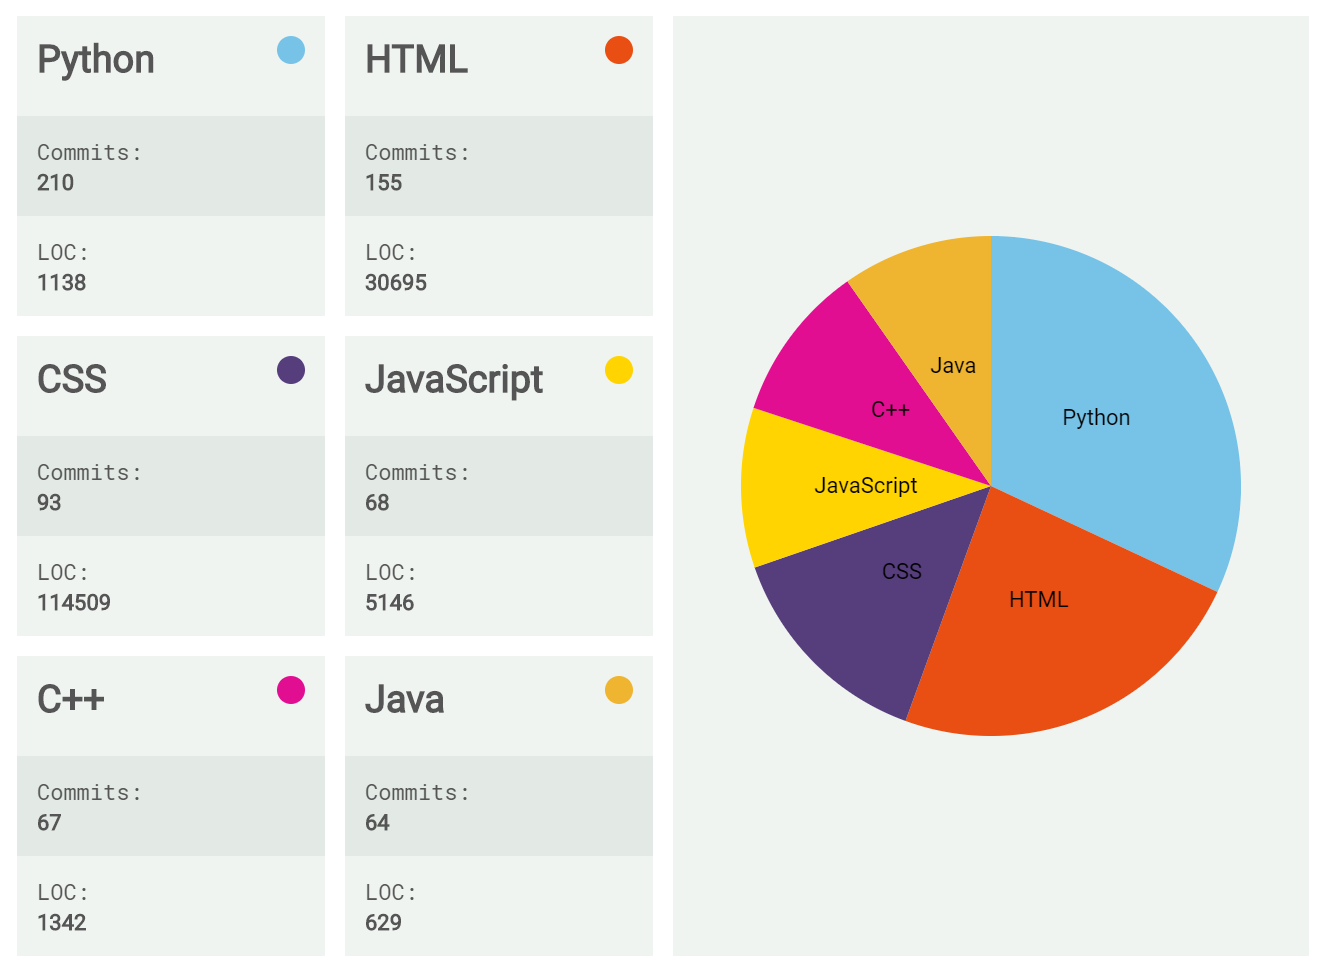 Python
Commits:
210
LOC:
1138
HTML
Commits:
155
LOC:
30695
CSS
Commits:
93
LOC:
114509
JavaScript
Commits:
68
LOC:
5146
C++
Commits:
67
LOC:
1342
Java
Commits:
64
LOC:
629
Java
C++
Python
JavaScript
CSS
HTML